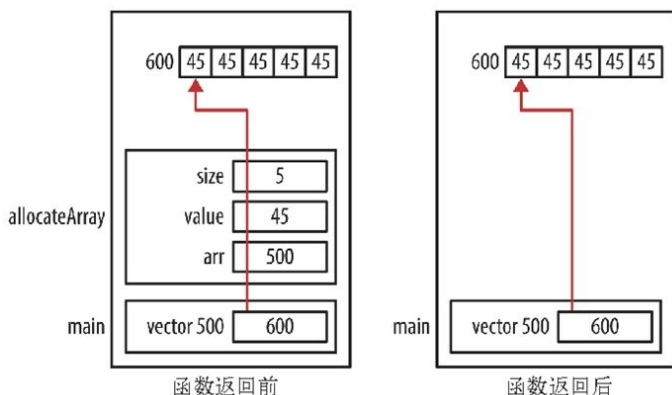 600 45 45 45 45 45
size 5
allocateArray value 45
arr 500
main vector 500 600
函数返回前
600 45 45 45 45 45
main vector 500 600
函数返回后